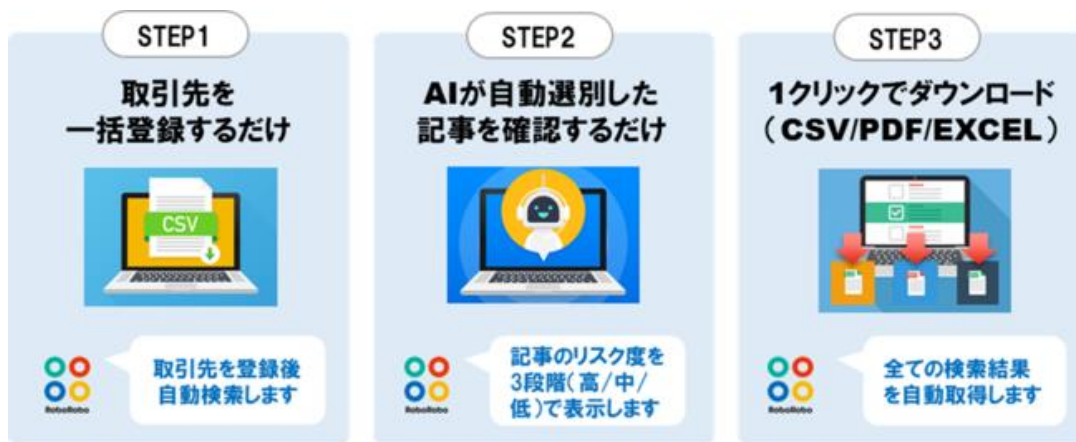 STEP1
取引先を
一括登録するだけ
CSV
取引先を登録後
自動検索します
RoboRobo
STEP2
AIが自動選別した
記事を確認するだけ
記事のリスク度を
3段階(高/中/
低)で表示します
RoboRobo
STEP3
1クリックでダウンロード
(CSV/PDF/EXCEL)
全ての検索結果
を自動取得します
RoboRobo